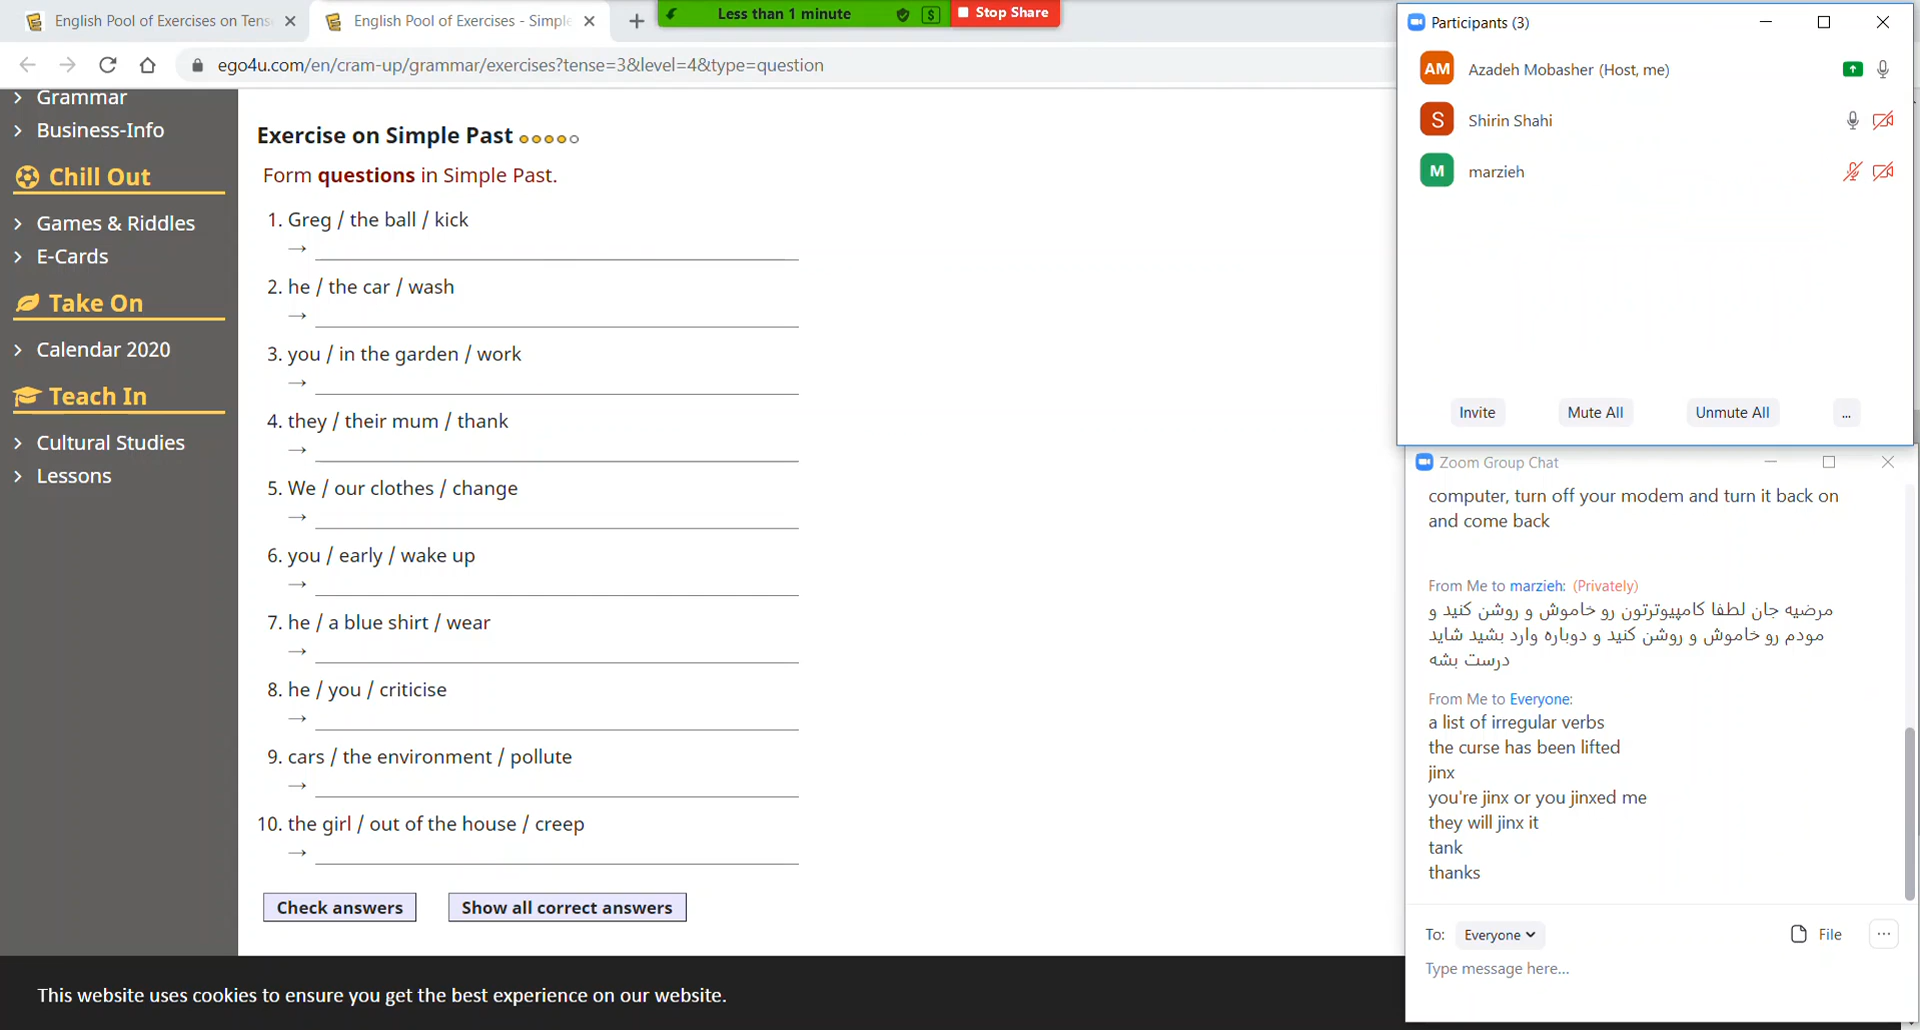 English Pool of Exercises on Tens
English Pool of Exercises - Simple
Less than 1 minute
Stop Share
ego4u.com/en/cram-up/grammar/exercises?tense=3&level=4&type=question
Grammar
Business-Info
Chill Out
Games & Riddles
E-Cards
Take On
Calendar 2020
Teach In
Cultural Studies
Lessons
Exercise on Simple Past
Form questions in Simple Past.
1. Greg / the ball / kick
→
2. he / the car / wash
→
3. you / in the garden / work
→
4. they / their mum / thank
→
5. We / our clothes / change
→
6. you / early / wake up
→
7. he / a blue shirt / wear
→
8. he / you / criticise
→
9. cars / the environment / pollute
→
10. the girl / out of the house / creep
→
Check answers
Show all correct answers
This website uses cookies to ensure you get the best experience on our website.
Participants (3)
AM Azadeh Mobasher (Host, me)
S Shirin Shahi
M marzieh
Invite
Mute All
Unmute All
...
Zoom Group Chat
computer, turn off your modem and turn it back on
and come back
From Me to marzieh: (Privately)
مرضیه جان لطفا کامپیوترتون رو خاموش و روشن کنید و
مودم رو خاموش و روشن کنید و دوباره وارد بشید شاید
درست بشه
From Me to Everyone:
a list of irregular verbs
the curse has been lifted
jinx
you're jinx or you jinxed me
they will jinx it
tank
thanks
To: Everyone
File
...
Type message here...